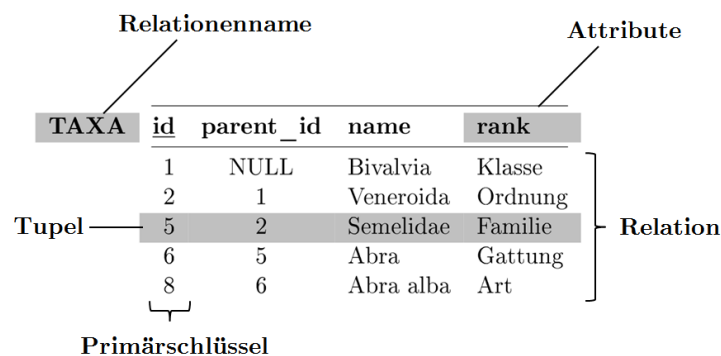 Relationenname
Attribute
TAXA id parent_id name rank
1 NULL Bivalvia Klasse
2 1 Veneroida Ordnung
Tupel 5 2 Semelidae Familie Relation
6 5 Abra Gattung
8 6 Abra alba Art
Primärschlüssel